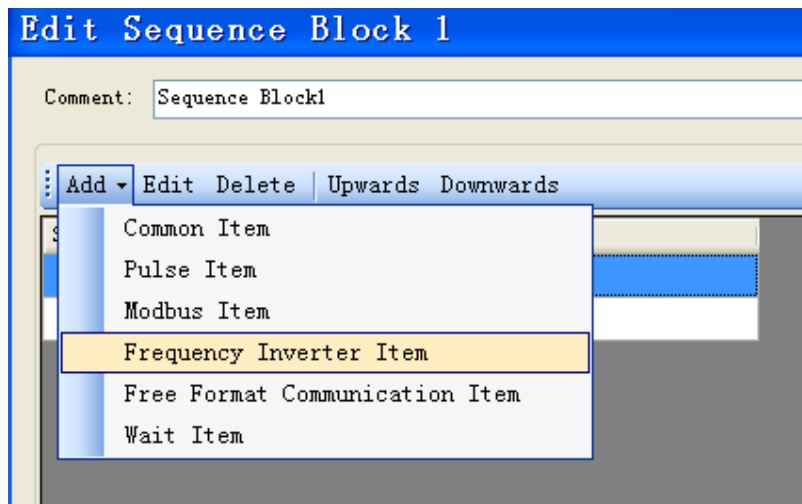 Edit Sequence Block 1
Comment: Sequence Block1
Add Edit Delete Upwards Downwards
Common Item
Pulse Item
Modbus Item
Frequency Inverter Item
Free Format Communication Item
Wait Item